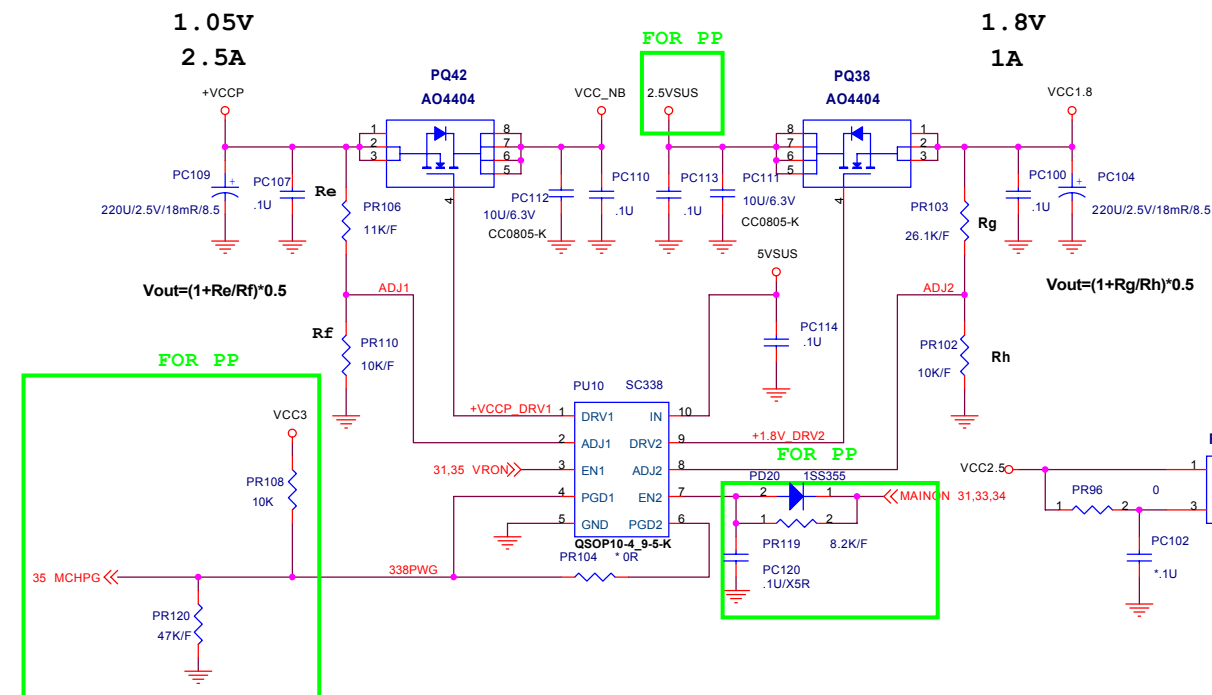 1.05V
2.5A
FOR PP
1.8V
1A
PQ42
AO4404
PQ38
AO4404
+VCCP
VCC_NB
2.5VSUS
VCC1.8
1
2
3
8
7
6
5
4
8
7
6
5
1
2
3
4
PC109
+
220U/2.5V/18mR/8.5
PC107
.1U
Re
PR106
11K/F
PC112
10U/6.3V
CC0805-K
PC110
.1U
PC113
.1U
PC111
10U/6.3V
CC0805-K
PR103
26.1K/F
Rg
PC100
.1U
PC104
+
220U/2.5V/18mR/8.5
Vout=(1+Re/Rf)*0.5
ADJ1
5VSUS
ADJ2
Vout=(1+Rg/Rh)*0.5
Rf
PR110
10K/F
PC114
.1U
PR102
10K/F
Rh
FOR PP
VCC3
PR108
10K
PU10
SC338
+VCCP_DRV1
1
DRV1
IN
10
2
ADJ1
DRV2
9
+1.8V_DRV2
31,35 VRON
3
EN1
ADJ2
8
4
PGD1
EN2
7
5
GND
PGD2
6
QSOP10-4_9-5-K
FOR PP
PD20
1SS355
2
1
MAINON 31,33,34
1
2
PR119
8.2K/F
PC120
.1U/X5R
PR104
* 0R
35 MCHPG
338PWG
PR120
47K/F
VCC2.5
PR96
0
1
2
1
3
PC102
*.1U